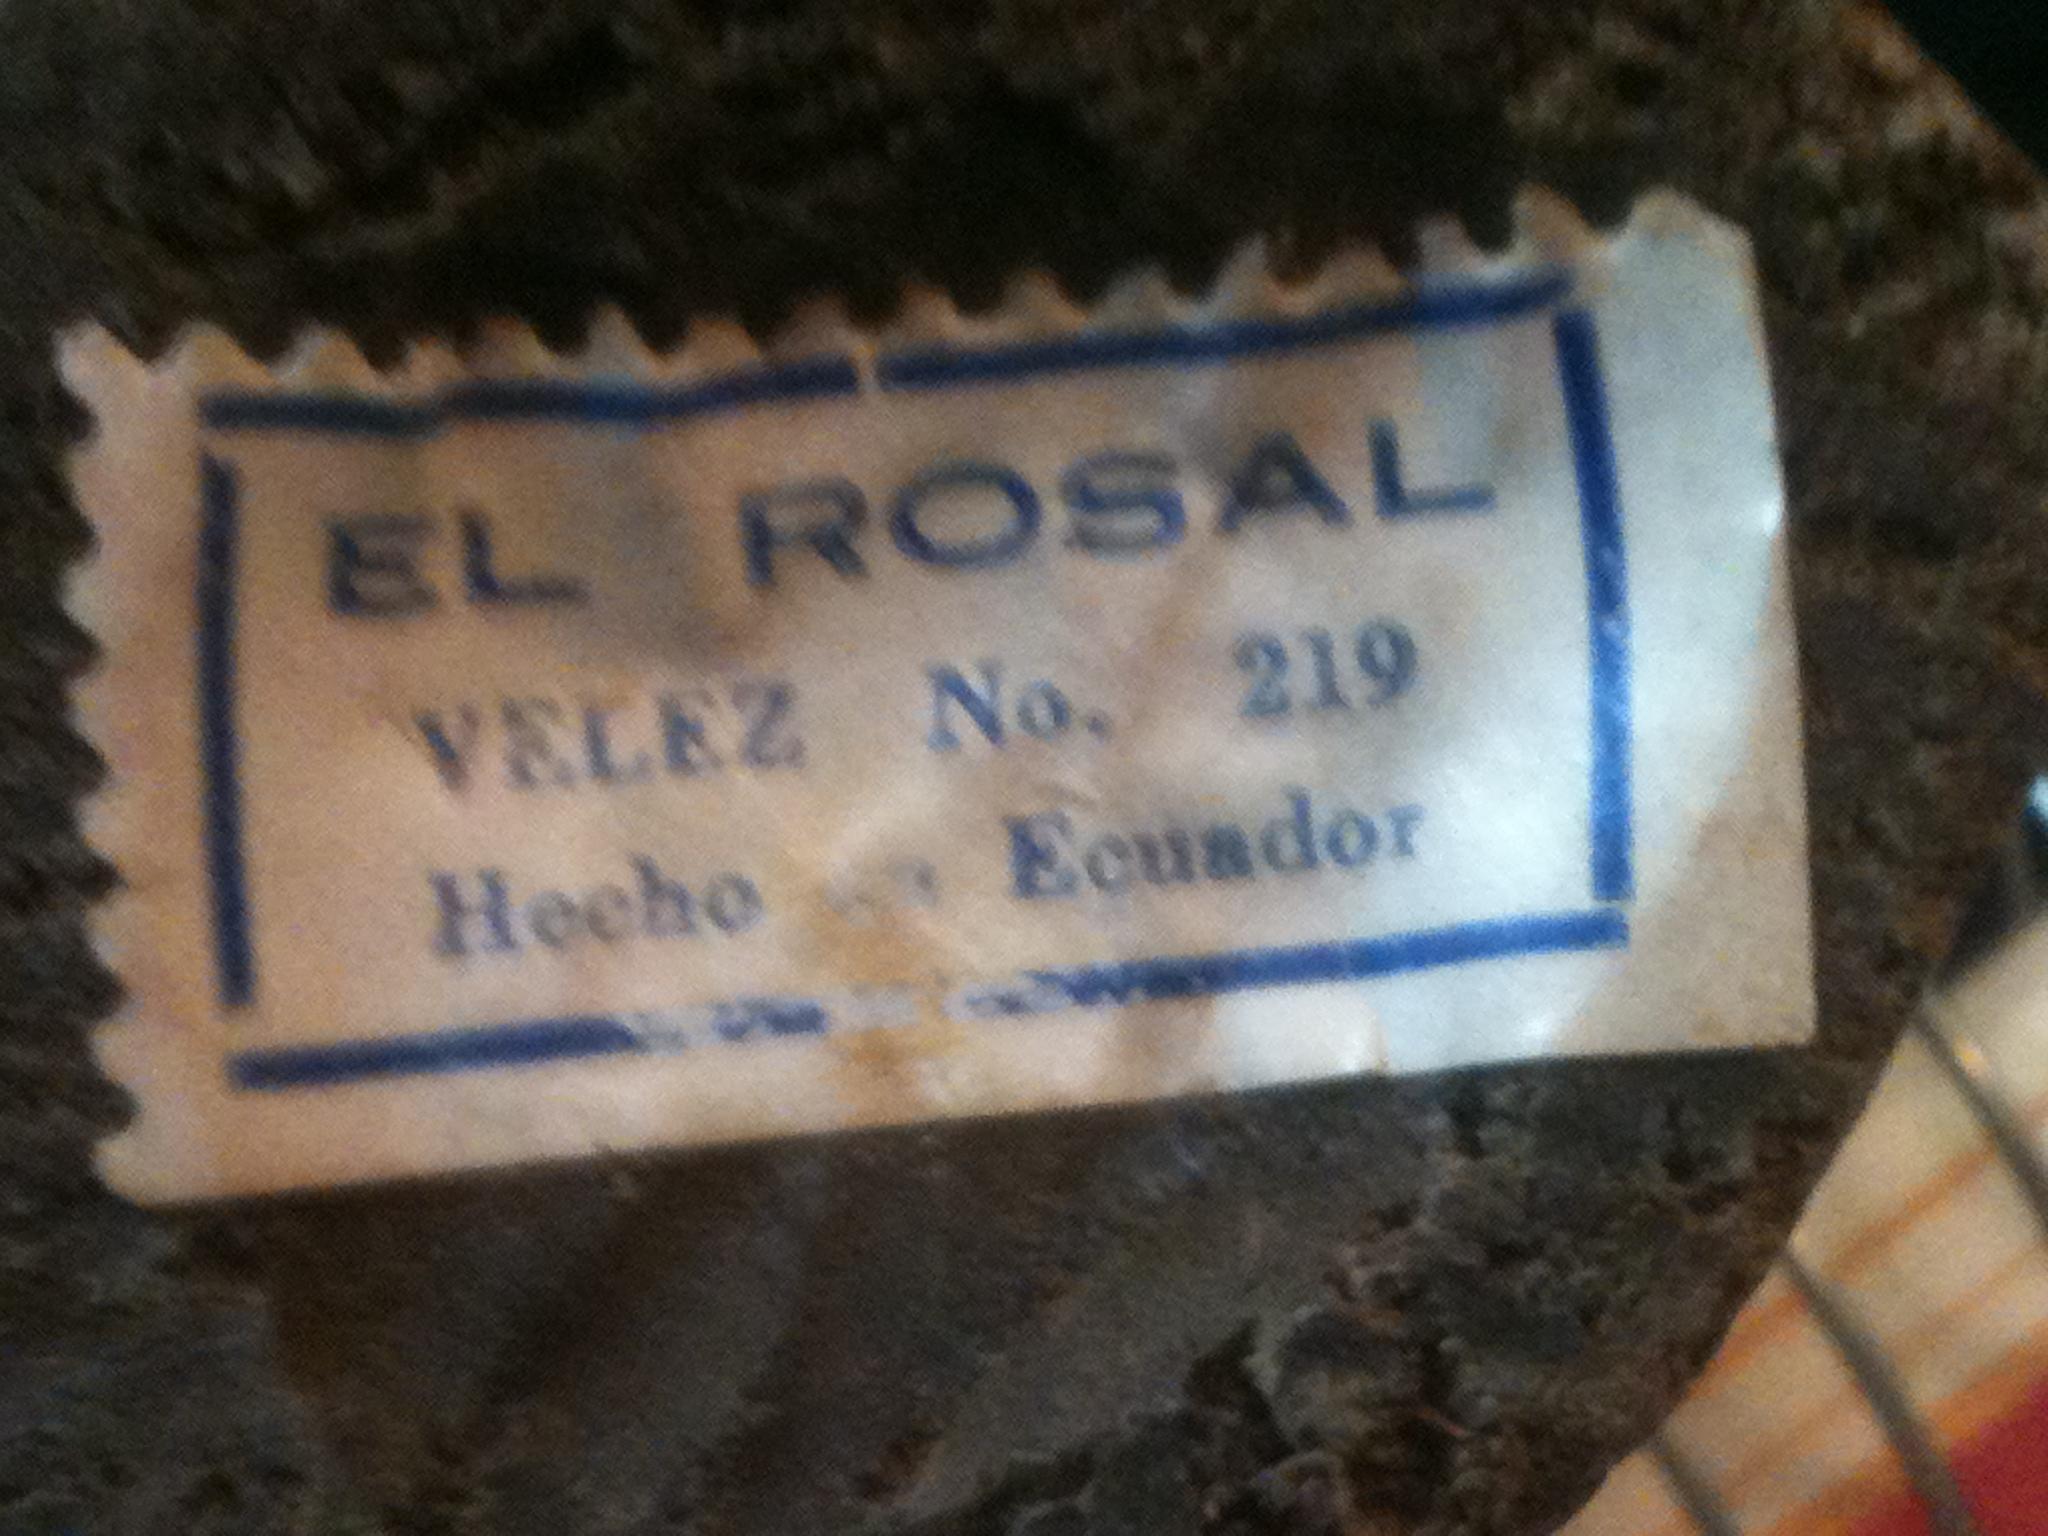 EL ROSAL
VELEZ No. 219
Hecho Ecuador